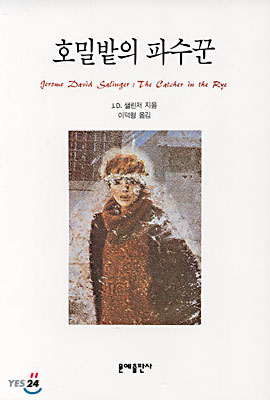 호밀밭의 파수꾼
Jerome David Salinger : The Catcher in the Rye
J.D. 샐린저 지음
이덕형 옮김
문예출판사
YES24